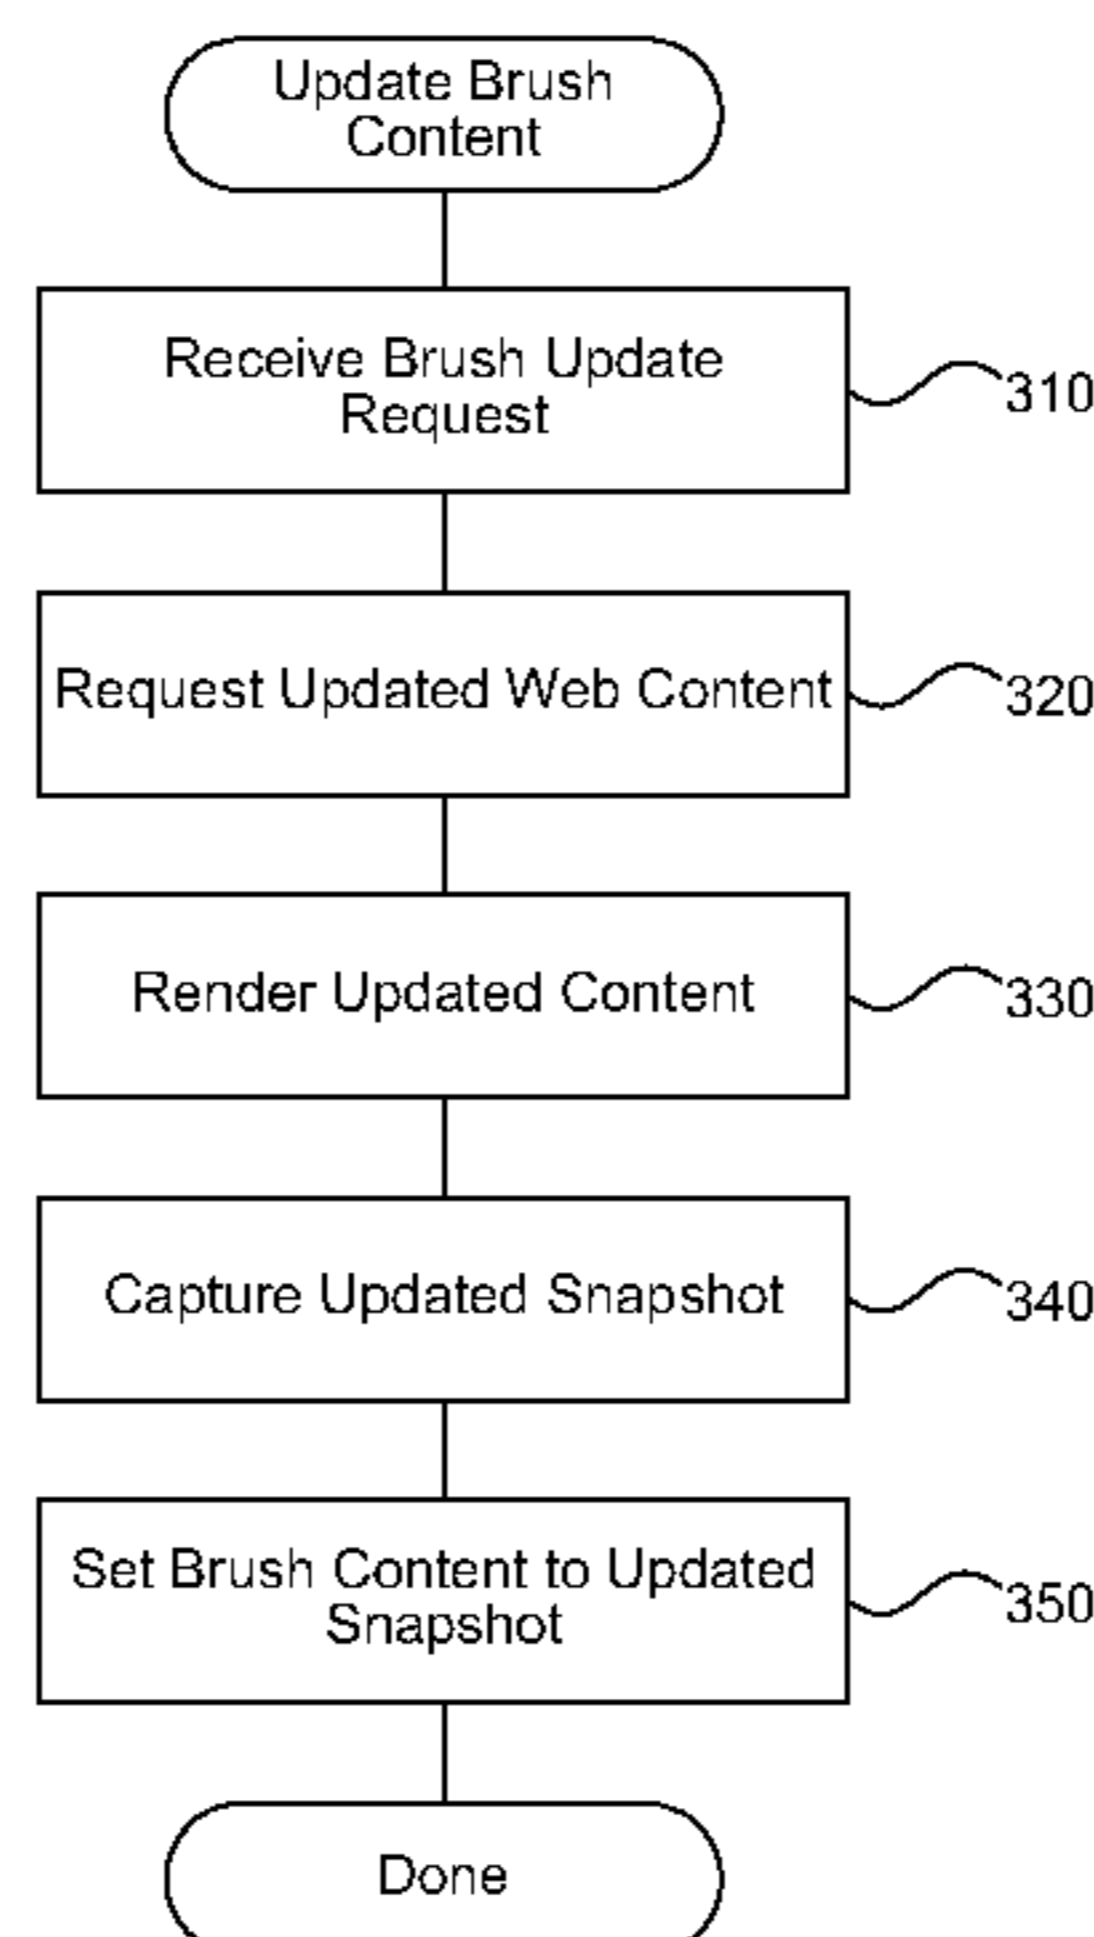 Update Brush
Content
Receive Brush Update
Request
310
Request Updated Web Content
320
Render Updated Content
330
Capture Updated Snapshot
340
Set Brush Content to Updated
Snapshot
350
Done